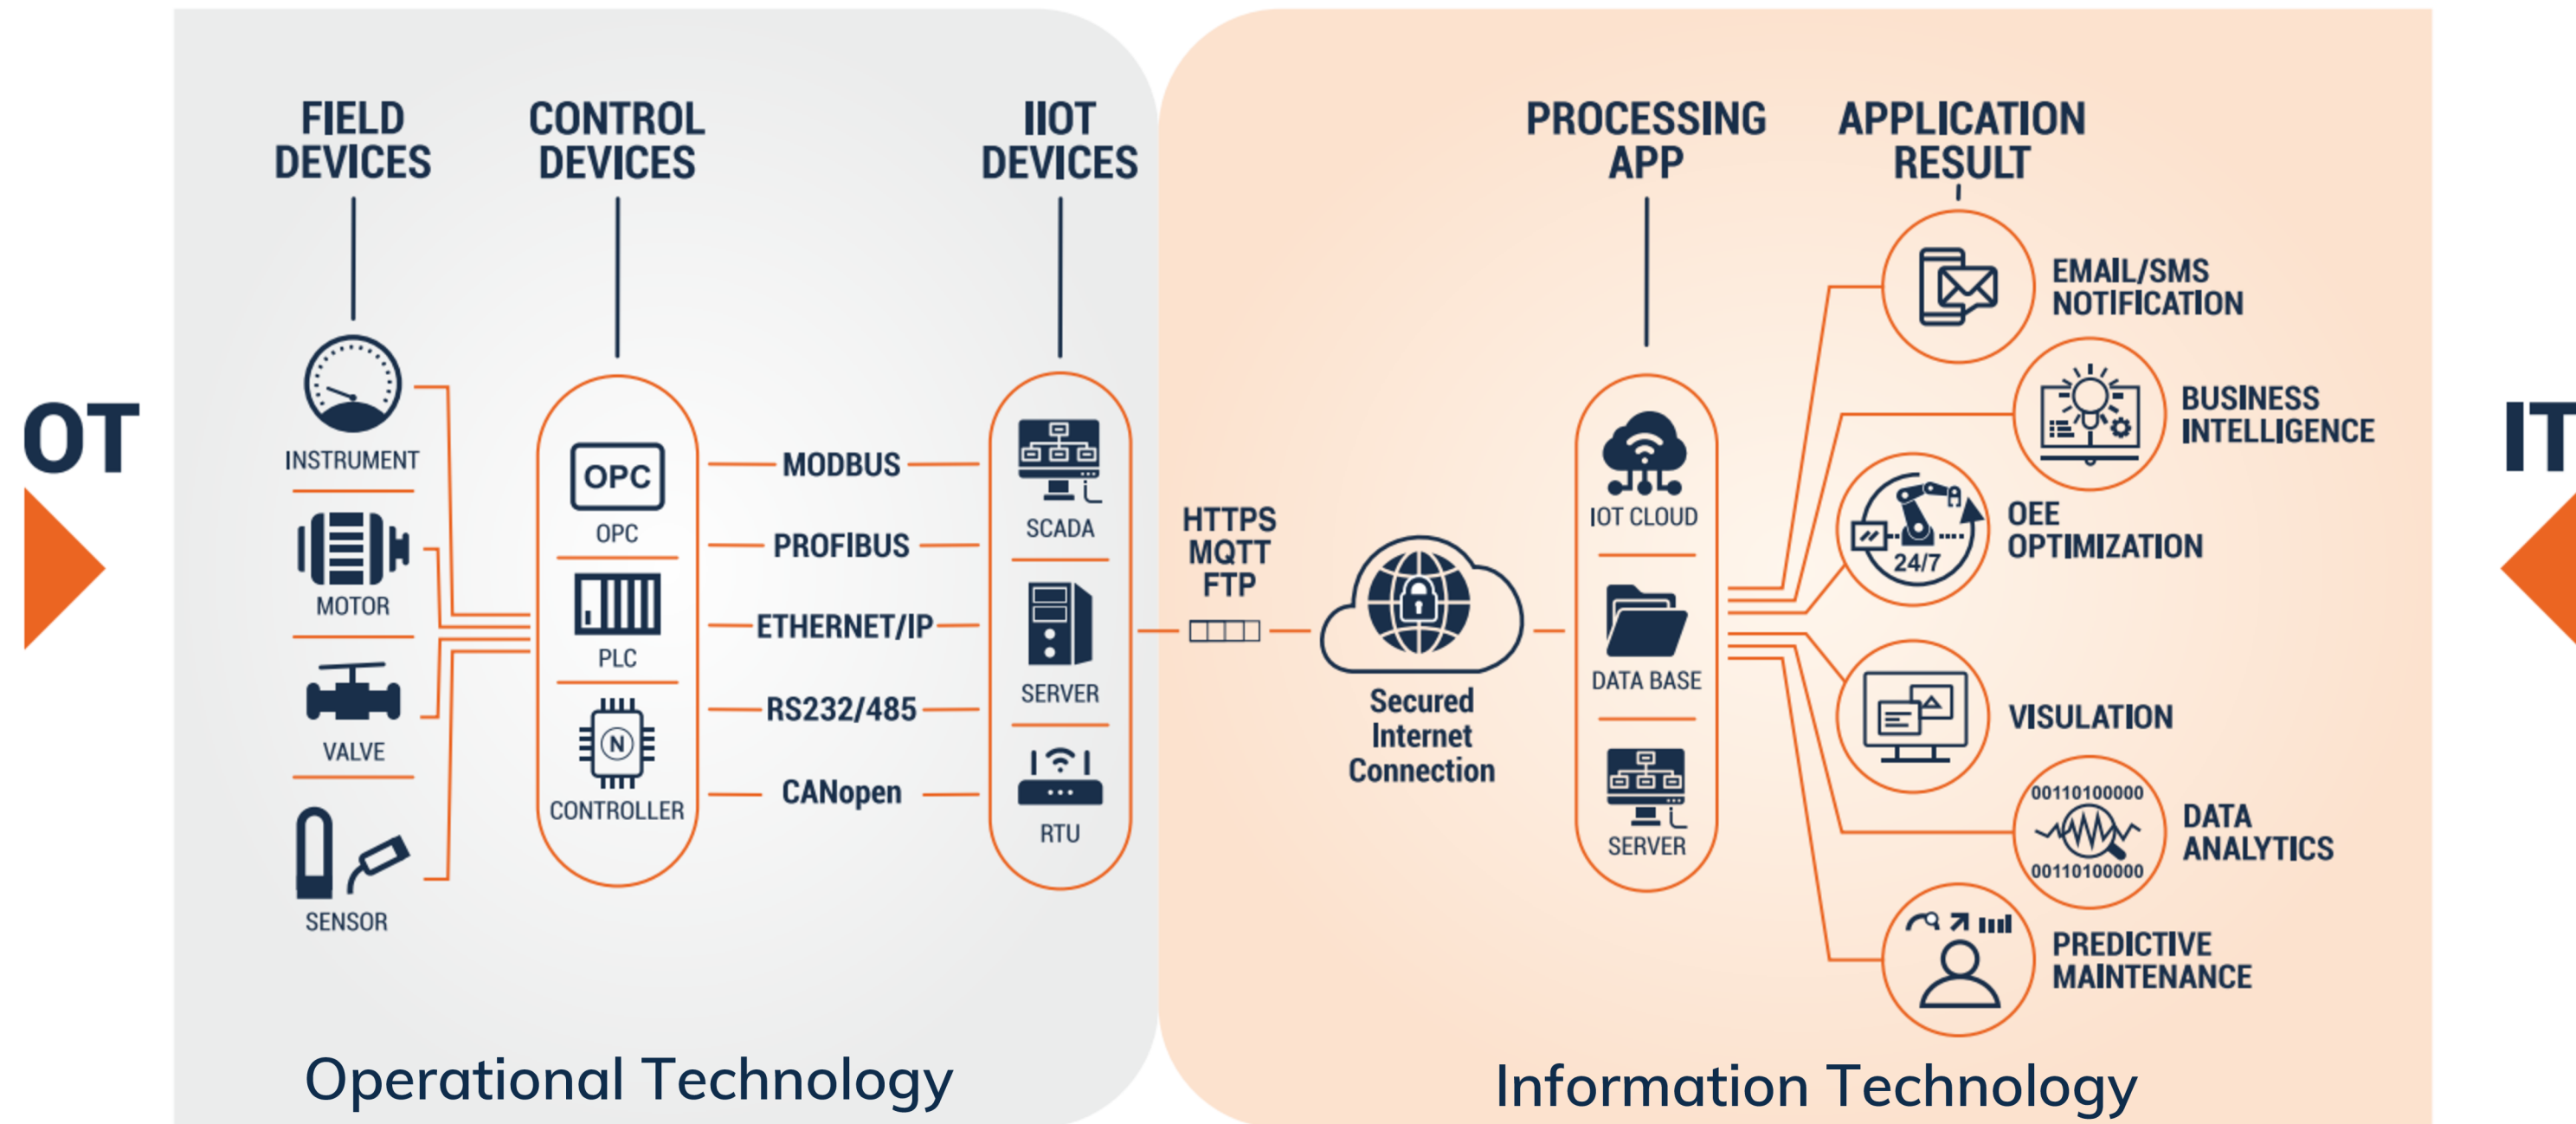 OT
FIELD
DEVICES
INSTRUMENT
MOTOR
VALVE
SENSOR
CONTROL
DEVICES
OPC
OPC
PLC
N
CONTROLLER
MODBUS
PROFIBUS
ETHERNET/IP
RS232/485
CANopen
IIOT
DEVICES
SCADA
SERVER
RTU
Operational Technology
HTTPS
MQTT
FTP
Secured
Internet
Connection
PROCESSING
APP
IOT CLOUD
DATA BASE
SERVER
APPLICATION
RESULT
EMAIL/SMS
NOTIFICATION
BUSINESS
INTELLIGENCE
24/7
OEE
OPTIMIZATION
VISULATION
00110100000
00110100000
DATA
ANALYTICS
PREDICTIVE
MAINTENANCE
Information Technology
IT